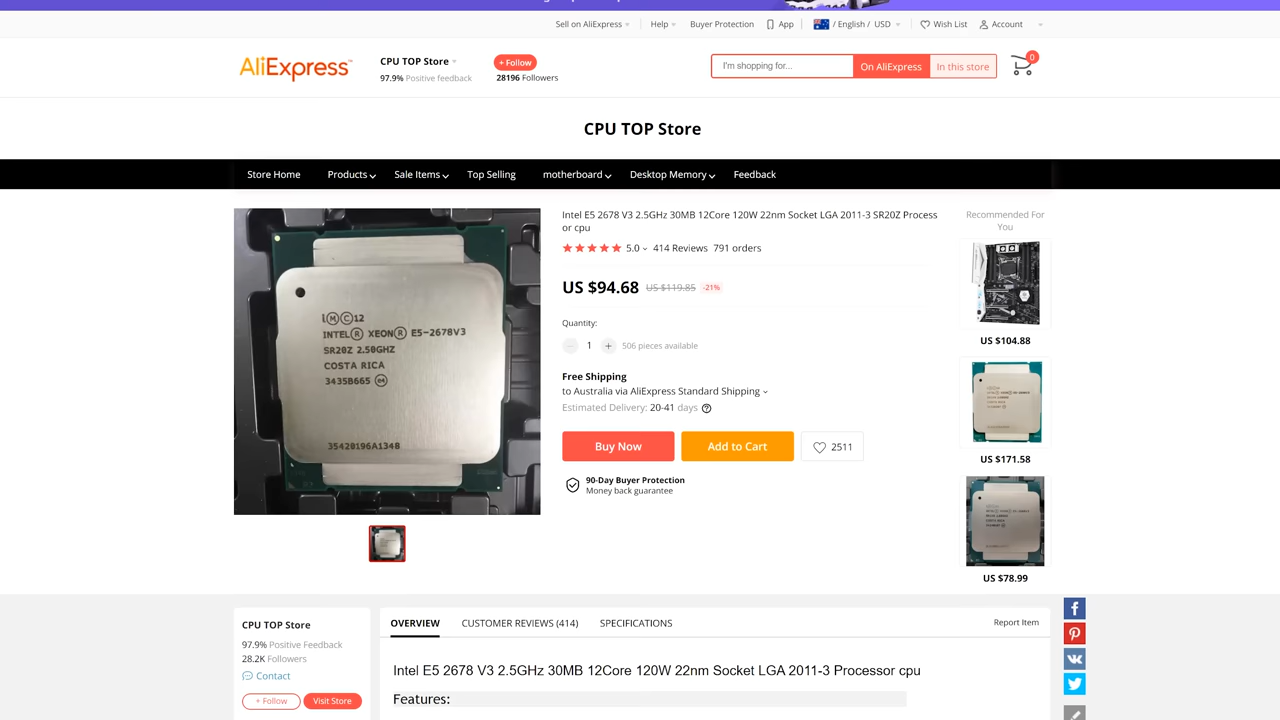 Sell on AliExpress
Help
Buyer Protection
App
/ English / USD
Wish List
Account
AliExpress
CPU TOP Store
97.9% Positive feedback
+ Follow
28196 Followers
I'm shopping for...
On AliExpress
In this store
0
CPU TOP Store
Store Home
Products
Sale Items
Top Selling
motherboard
Desktop Memory
Feedback
i(M)(C)12
INTEL(R) XEON(R) E5-2678V3
SR20Z 2.50GHZ
COSTA RICA
3435B665 (e4)
35420196A1348
Intel E5 2678 V3 2.5GHz 30MB 12Core 120W 22nm Socket LGA 2011-3 SR20Z Process
or cpu
5.0
414 Reviews
791 orders
US $94.68
US $119.85
-21%
Quantity:
1
506 pieces available
Free Shipping
to Australia via AliExpress Standard Shipping
Estimated Delivery: 20-41 days
Buy Now
Add to Cart
2511
90-Day Buyer Protection
Money back guarantee
Recommended For
You
US $104.88
US $171.58
US $78.99
CPU TOP Store
97.9% Positive Feedback
28.2K Followers
Contact
+ Follow
Visit Store
OVERVIEW
CUSTOMER REVIEWS (414)
SPECIFICATIONS
Report Item
Intel E5 2678 V3 2.5GHz 30MB 12Core 120W 22nm Socket LGA 2011-3 Processor cpu
Features: